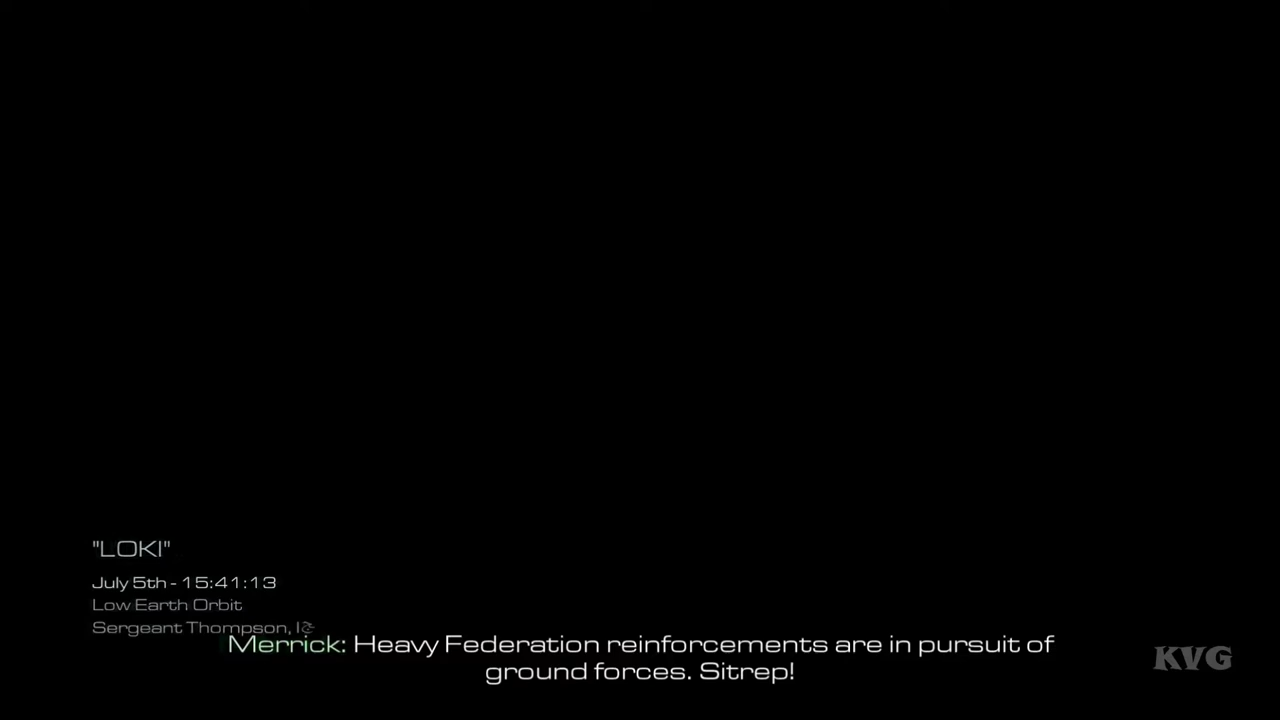 "LOKI"
July 5th - 15:41:13
Low Earth Orbit
Sergeant Thompson,
Merrick: Heavy Federation reinforcements are in pursuit of
ground forces. Sitrep!
KVG